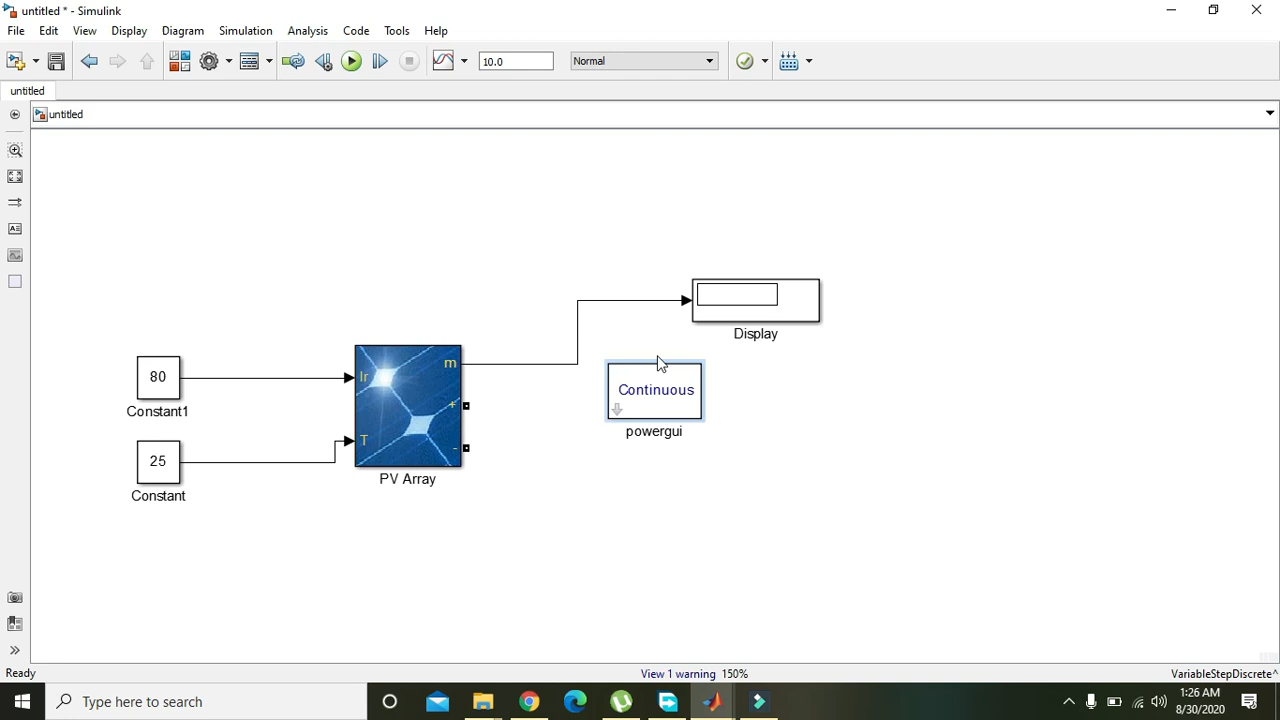 untitled * - Simulink
File Edit View Display Diagram Simulation Analysis Code Tools Help
10.0 Normal
untitled
untitled
Display
80
Ir
m
Continuous
Constant1
+
powergui
T
25
-
PV Array
Constant
Ready View 1 warning 150% VariableStepDiscrete^
Type here to search
1:26 AM
8/30/2020